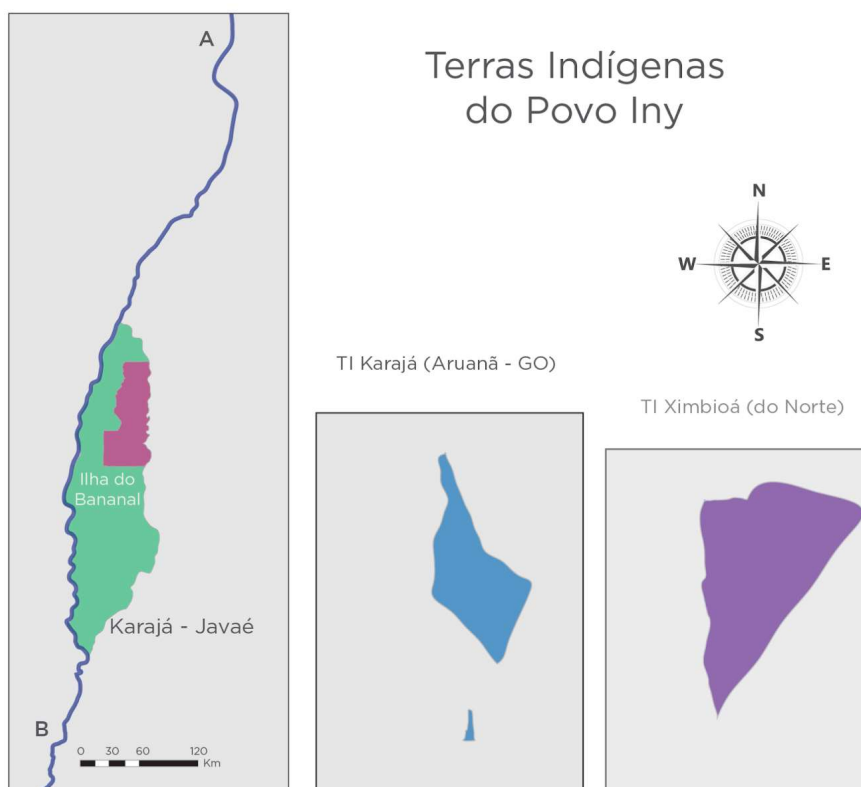 A
Terras Indígenas
do Povo Iny
N
W
E
S
TI Karajá (Aruanã - GO)
TI Ximbioá (do Norte)
Ilha do
Bananal
Karajá - Javaé
B
0 30 60 120
Km